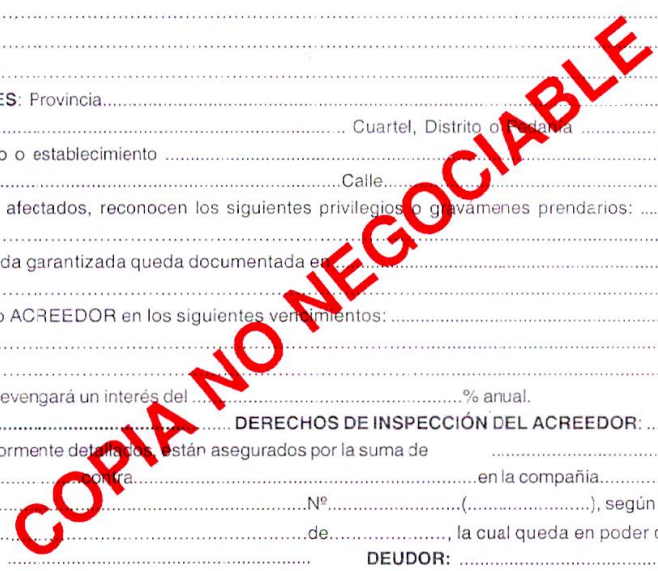 ES: Provincia
Cuartel, Distrito o Pedanía
o o establecimiento
Calle
afectados, reconocen los siguientes privilegios o gravámenes prendarios:
da garantizada queda documentada en
o ACREEDOR en los siguientes vencimientos:
evengará un interés del % anual.
DERECHOS DE INSPECCIÓN DEL ACREEDOR:
ormente detallados, están asegurados por la suma de
contra en la compañia
Nº ( ), según
de , la cual queda en poder
DEUDOR:
COPIA NO NEGOCIABLE